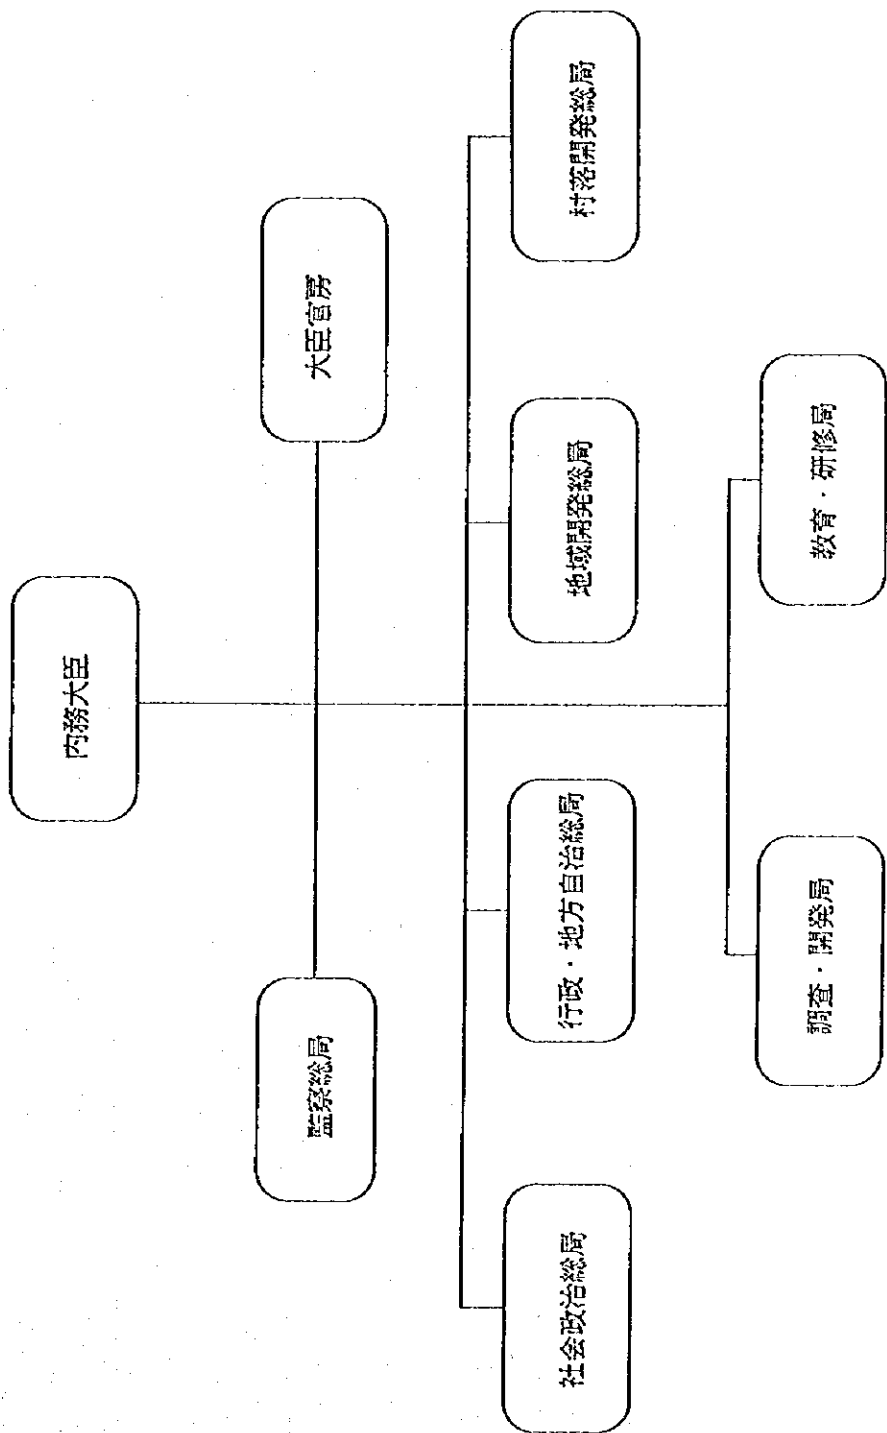 内務大臣
監察総局
大臣官房
社会政治総局
行政・地方自治総局
地域開発総局
村落開発総局
調査・開発局
教育・研修局